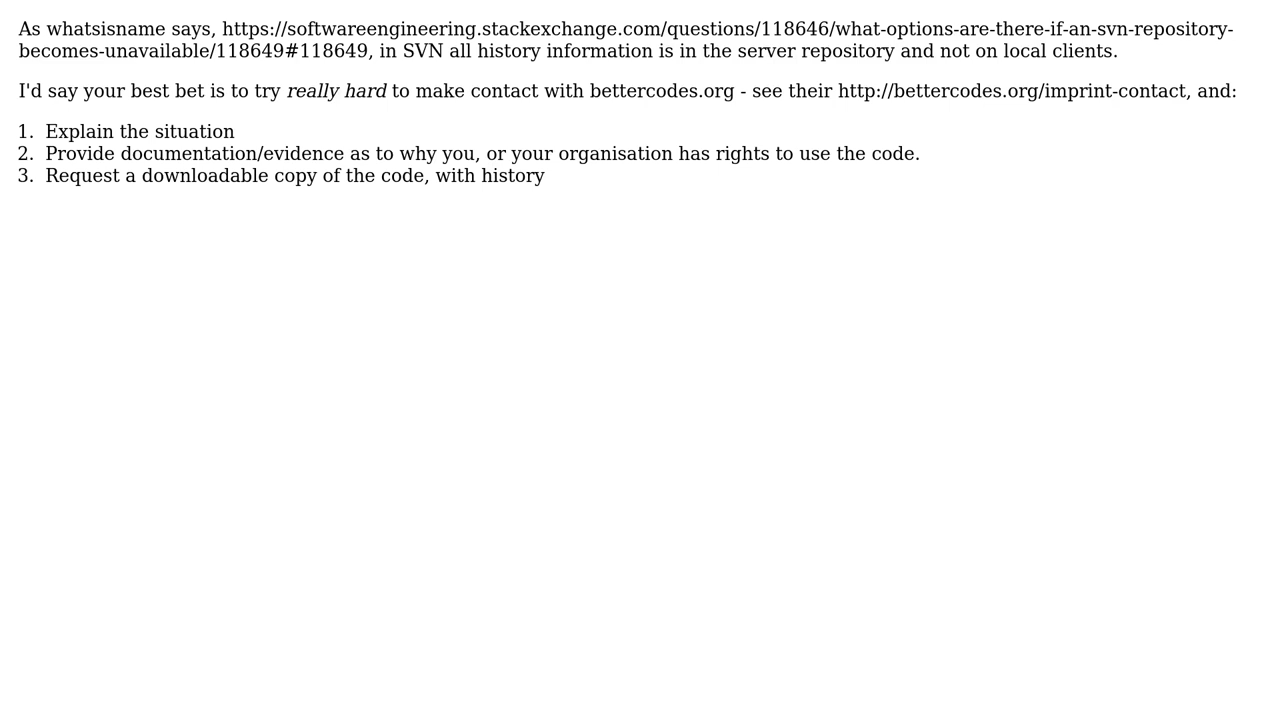 As whatsisname says, https://softwareengineering.stackexchange.com/questions/118646/what-options-are-there-if-an-svn-repository-
becomes-unavailable/118649#118649, in SVN all history information is in the server repository and not on local clients.
I'd say your best bet is to try really hard to make contact with bettercodes.org - see their http://bettercodes.org/imprint-contact, and:
1. Explain the situation
2. Provide documentation/evidence as to why you, or your organisation has rights to use the code.
3. Request a downloadable copy of the code, with history